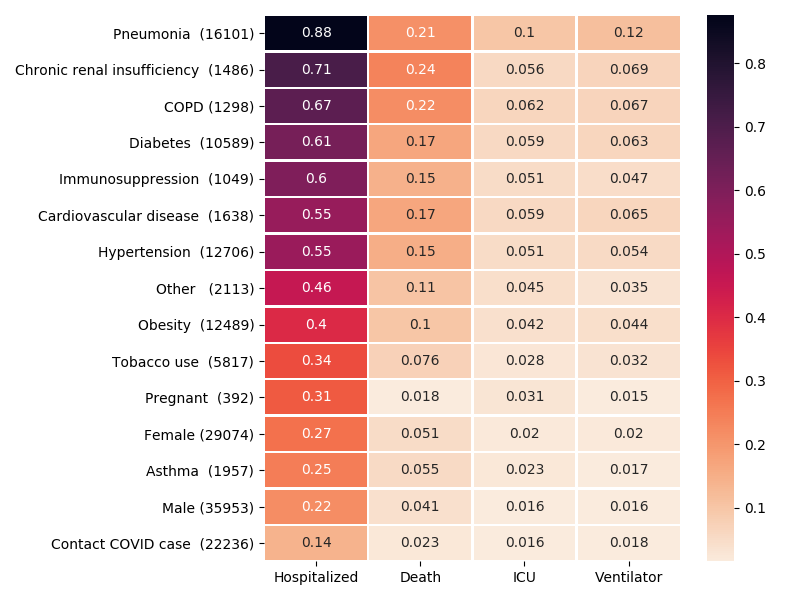 Pneumonia (16101) 0.88 0.21 0.1 0.12
Chronic renal insufficiency (1486) 0.71 0.24 0.056 0.069
COPD (1298) 0.67 0.22 0.062 0.067
Diabetes (10589) 0.61 0.17 0.059 0.063
Immunosuppression (1049) 0.6 0.15 0.051 0.047
Cardiovascular disease (1638) 0.55 0.17 0.059 0.065
Hypertension (12706) 0.55 0.15 0.051 0.054
Other (2113) 0.46 0.11 0.045 0.035
Obesity (12489) 0.4 0.1 0.042 0.044
Tobacco use (5817) 0.34 0.076 0.028 0.032
Pregnant (392) 0.31 0.018 0.031 0.015
Female (29074) 0.27 0.051 0.02 0.02
Asthma (1957) 0.25 0.055 0.023 0.017
Male (35953) 0.22 0.041 0.016 0.016
Contact COVID case (22236) 0.14 0.023 0.016 0.018
Hospitalized Death ICU Ventilator
0.8
0.7
0.6
0.5
0.4
0.3
0.2
0.1